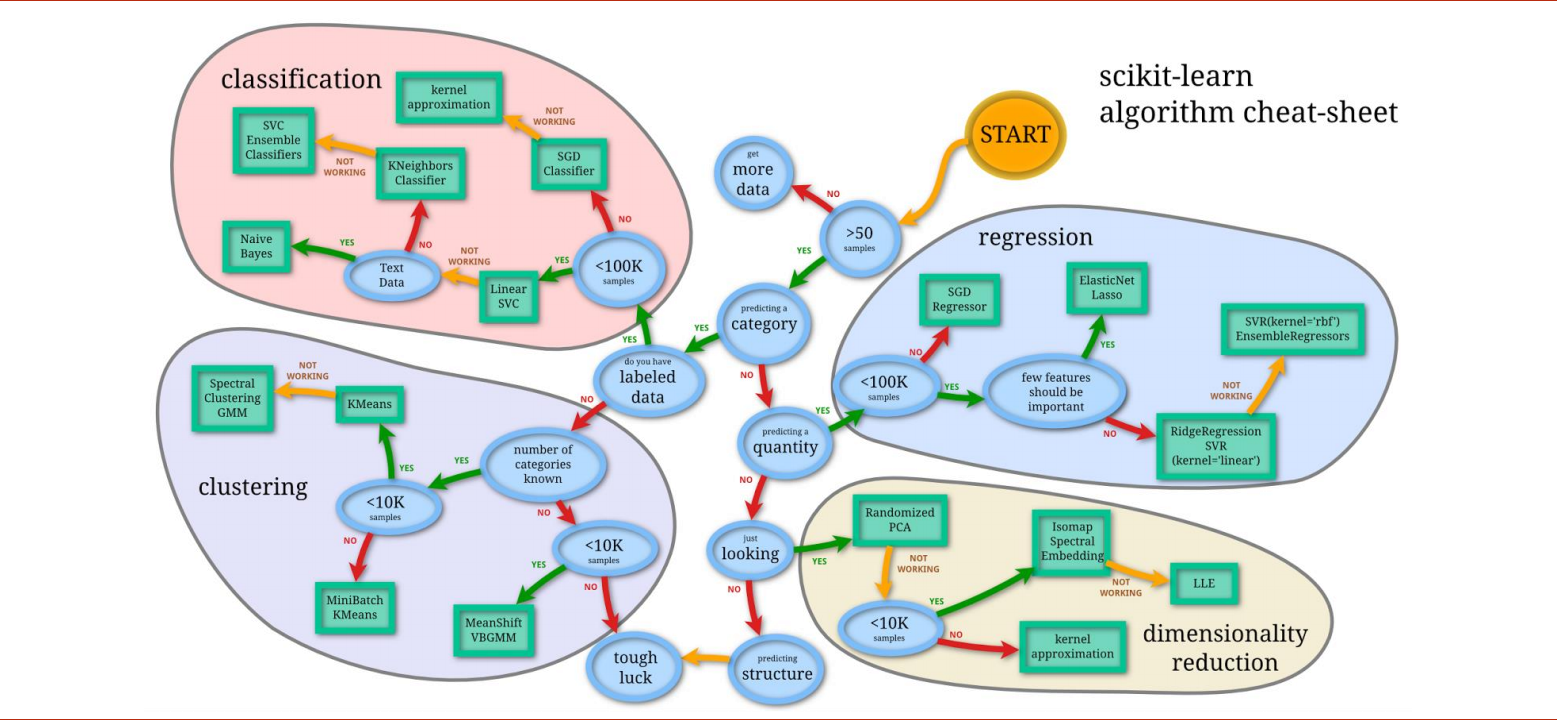 scikit-learn
algorithm cheat-sheet
START
get
more
data
NO
>50
samples
YES
predicting a
category
YES
NO
do you have
labeled
data
YES
NO
predicting a
quantity
YES
NO
just
looking
YES
NO
predicting
structure
tough
luck
classification
kernel
approximation
NOT
WORKING
SVC
Ensemble
Classifiers
NOT
WORKING
KNeighbors
Classifier
SGD
Classifier
NO
Naive
Bayes
YES
Text
Data
NO
NOT
WORKING
Linear
SVC
YES
<100K
samples
regression
SGD
Regressor
NO
<100K
samples
YES
ElasticNet
Lasso
YES
few features
should be
important
NO
SVR(kernel='rbf')
EnsembleRegressors
NOT
WORKING
RidgeRegression
SVR
(kernel='linear')
clustering
Spectral
Clustering
GMM
NOT
WORKING
KMeans
YES
<10K
samples
NO
MiniBatch
KMeans
YES
number of
categories
known
NO
<10K
samples
YES
NO
MeanShift
VBGMM
dimensionality
reduction
Randomized
PCA
NOT
WORKING
<10K
samples
YES
NO
Isomap
Spectral
Embedding
NOT
WORKING
LLE
kernel
approximation